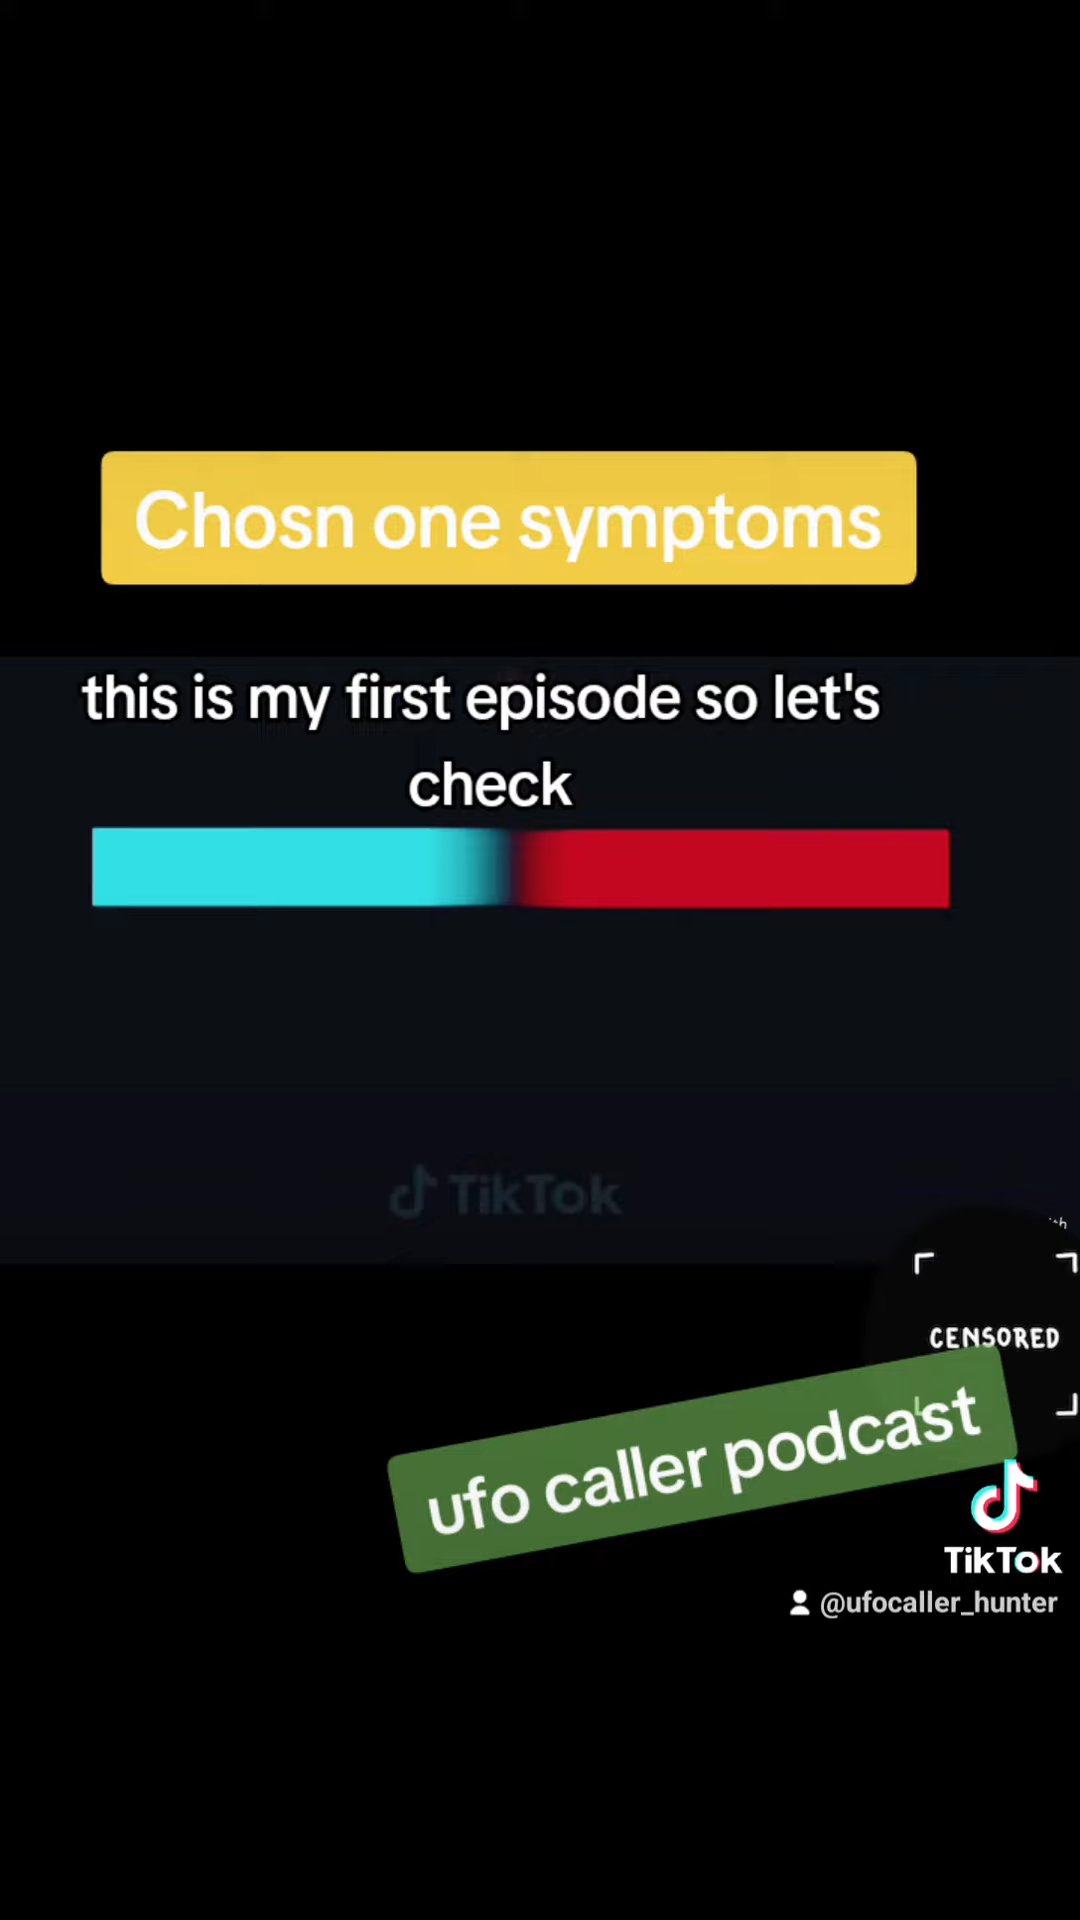 Chosn one symptoms
this is my first episode so let's
check
TikTok
CENSORED
ufo caller podcast
TikTok
@ufocaller_hunter